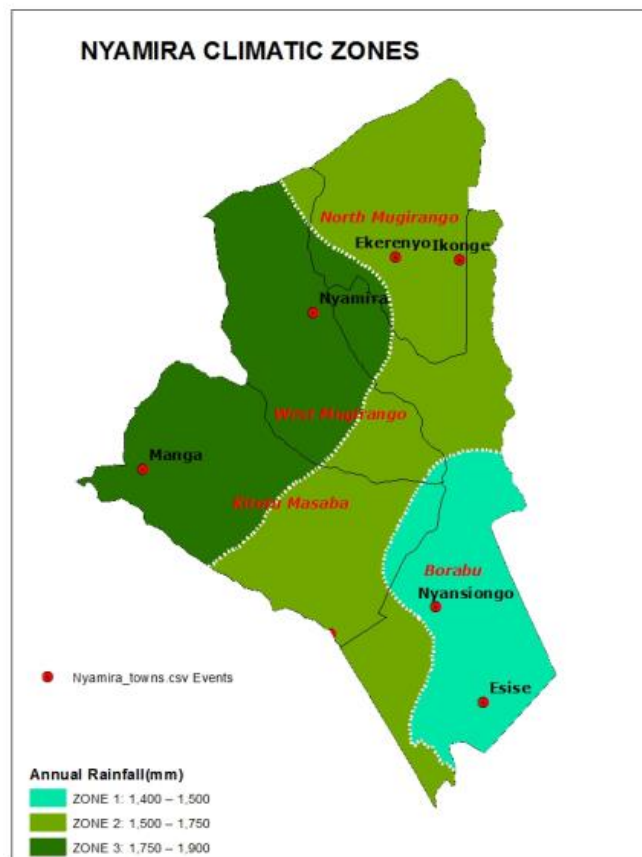 NYAMIRA CLIMATIC ZONES
North Mugirango
Ekerenyo
Ikonge
Nyamira
West Mugirango
Manga
Kitutu Masaba
Borabu
Nyansiongo
Esise
Nyamira_towns.csv Events
Annual Rainfall(mm)
ZONE 1: 1,400 – 1,500
ZONE 2: 1,500 – 1,750
ZONE 3: 1,750 – 1,900